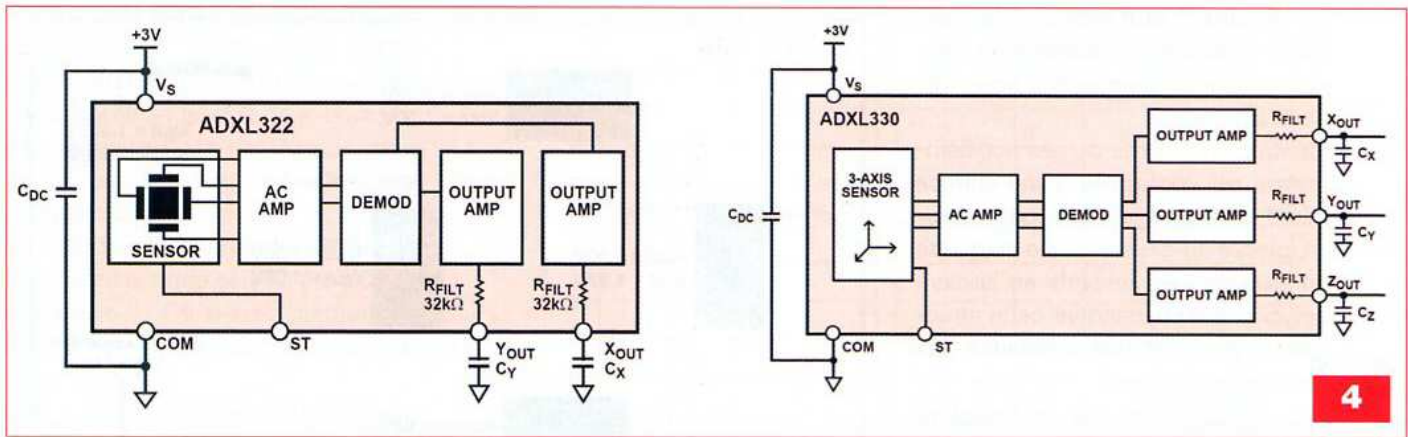 +3V
VS
ADXL322
CDC
SENSOR
AC
AMP
DEMOD
OUTPUT
AMP
OUTPUT
AMP
RFILT
32kΩ
RFILT
32kΩ
COM
ST
YOUT
CY
XOUT
CX
+3V
VS
ADXL330
CDC
3-AXIS
SENSOR
AC AMP
DEMOD
OUTPUT AMP
RFILT
XOUT
CX
OUTPUT AMP
RFILT
YOUT
CY
OUTPUT AMP
RFILT
ZOUT
CZ
COM
ST
4